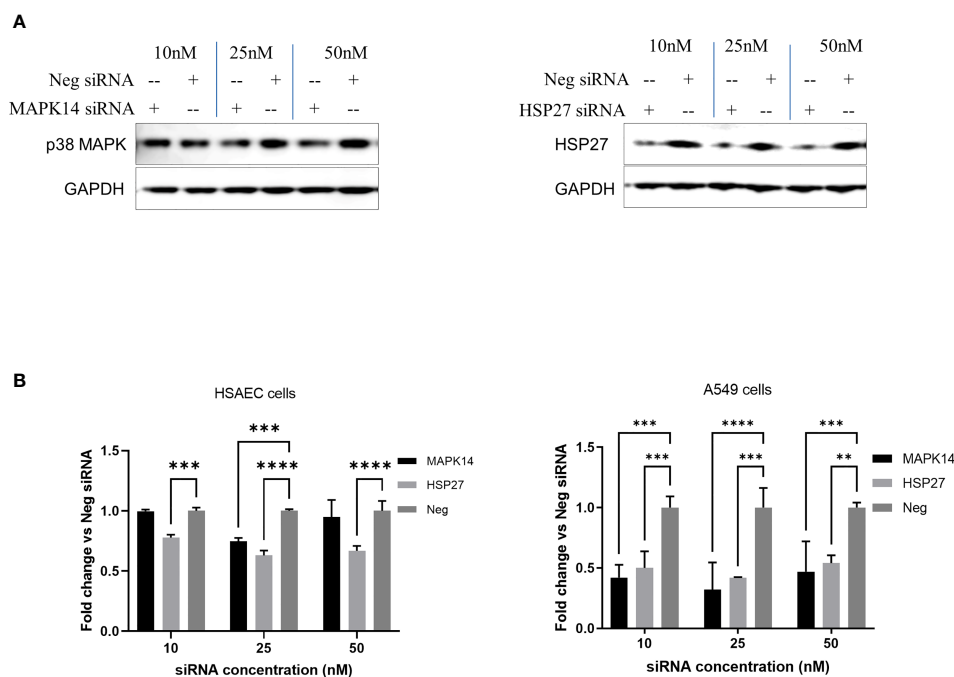 A
10nM 25nM 50nM
Neg siRNA -- + -- + -- +
MAPK14 siRNA + -- + -- + --
p38 MAPK
GAPDH
10nM 25nM 50nM
Neg siRNA -- + -- + -- +
HSP27 siRNA + -- + -- + --
HSP27
GAPDH
B
HSAEC cells
Fold change vs Neg siRNA
1.5
1.0
0.5
0.0
***
***
****
****
MAPK14
HSP27
Neg
10 25 50
siRNA concentration (nM)
A549 cells
Fold change vs Neg siRNA
1.5
1.0
0.5
0.0
*** **** ***
*** *** **
MAPK14
HSP27
Neg
10 25 50
siRNA concentration (nM)